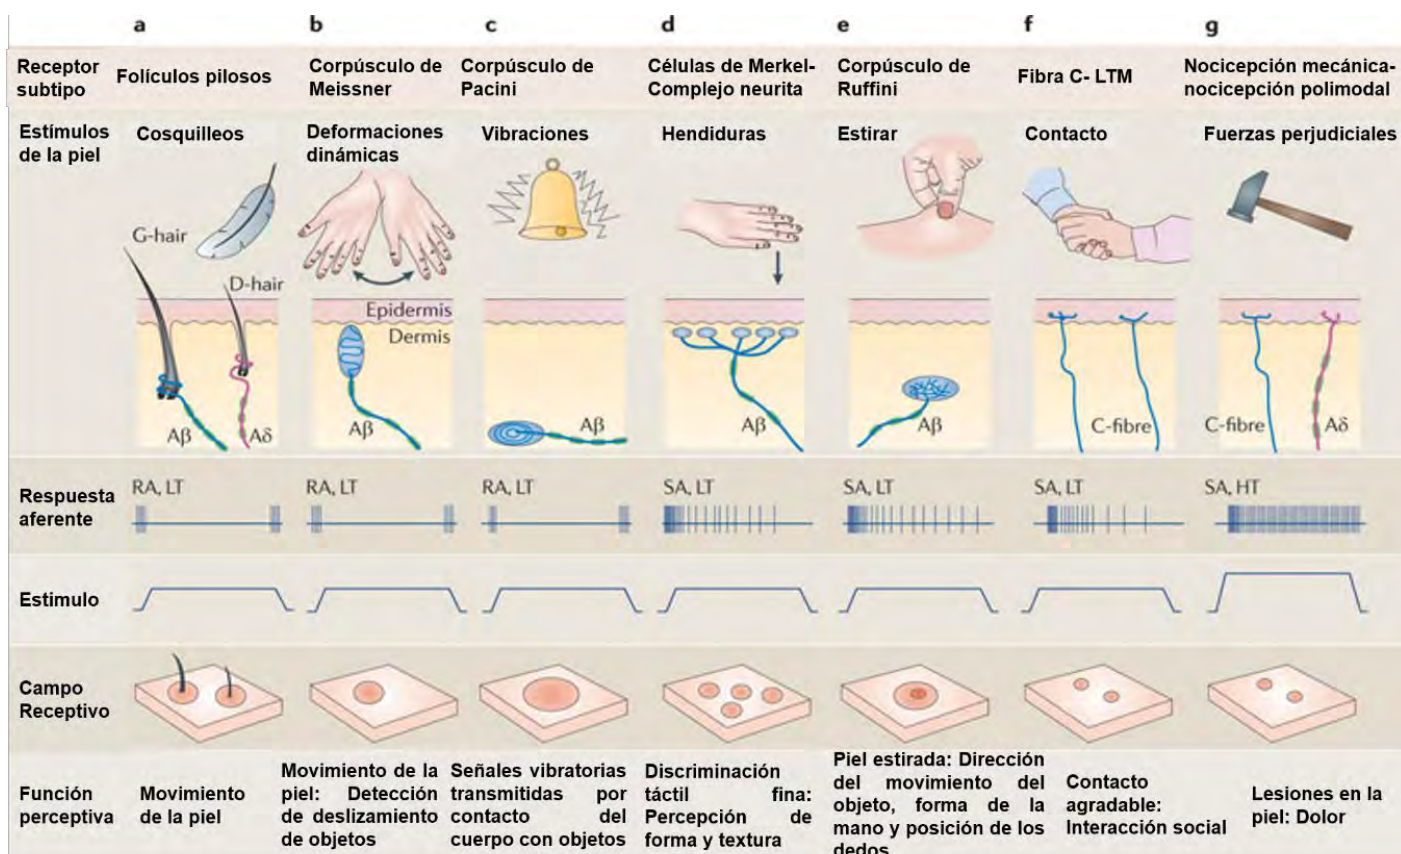 a b c d e f g
Receptor subtipo
Folículos pilosos
Corpúsculo de Meissner
Corpúsculo de Pacini
Células de Merkel-
Complejo neurita
Corpúsculo de Ruffini
Fibra C- LTM
Nocicepción mecánica-
nocicepción polimodal
Estímulos de la piel
Cosquilleos
Deformaciones dinámicas
Vibraciones
Hendiduras
Estirar
Contacto
Fuerzas perjudiciales
G-hair
D-hair
Epidermis
Dermis
Aβ
Aδ
Aβ
Aβ
Aβ
Aβ
C-fibre
C-fibre
Aδ
Respuesta aferente
RA, LT
RA, LT
RA, LT
SA, LT
SA, LT
SA, LT
SA, HT
Estimulo
Campo Receptivo
Función perceptiva
Movimiento
de la piel
Movimiento de la
piel: Detección
de deslizamiento
de objetos
Señales vibratorias
transmitidas por
contacto del
cuerpo con objetos
Discriminación
táctil fina:
Percepción de
forma y textura
Piel estirada: Dirección
del movimiento del
objeto, forma de la
mano y posición de los
dedos
Contacto
agradable:
Interacción social
Lesiones en la
piel: Dolor